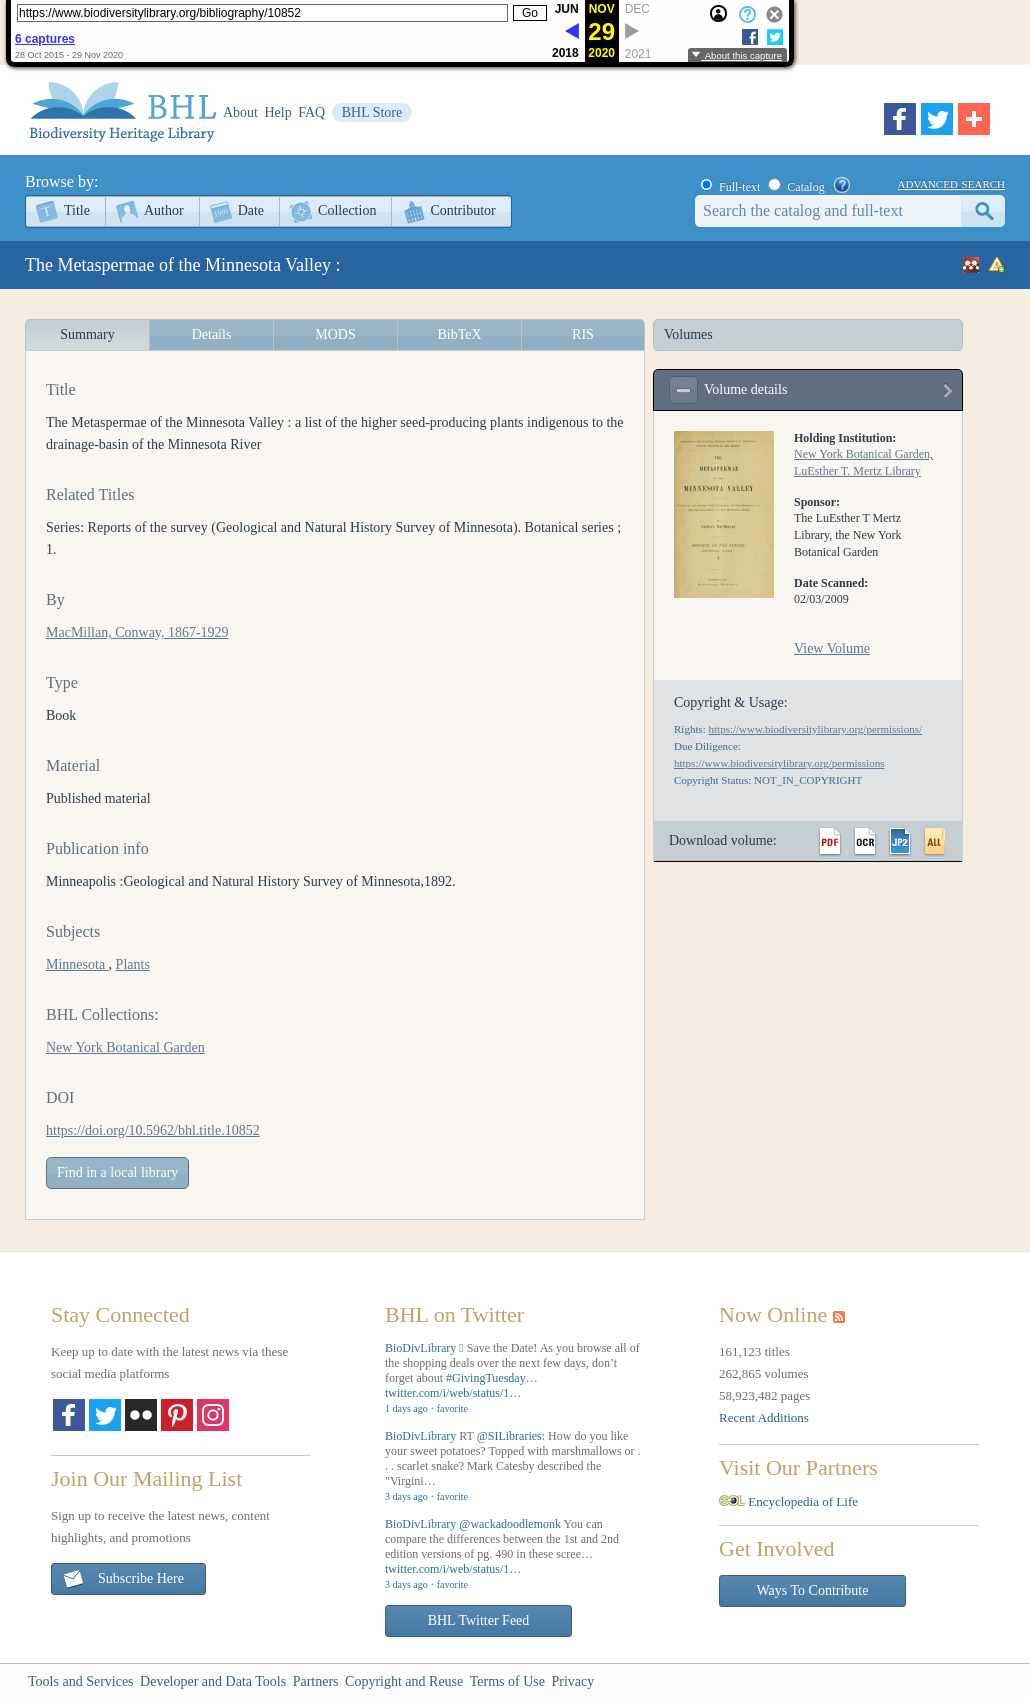 https://www.biodiversitylibrary.org/bibliography/10852
Go
JUN NOV DEC
29
2018 2020 2021
6 captures
28 Oct 2015 - 29 Nov 2020
About this capture
BHL
Biodiversity Heritage Library
About Help FAQ BHL Store
Browse by:
Title Author Date Collection Contributor
Full-text Catalog
ADVANCED SEARCH
Search the catalog and full-text
The Metaspermae of the Minnesota Valley :
Summary Details MODS BibTeX RIS
Title
The Metaspermae of the Minnesota Valley : a list of the higher seed-producing plants indigenous to the
drainage-basin of the Minnesota River
Related Titles
Series: Reports of the survey (Geological and Natural History Survey of Minnesota). Botanical series ;
1.
By
MacMillan, Conway, 1867-1929
Type
Book
Material
Published material
Publication info
Minneapolis :Geological and Natural History Survey of Minnesota,1892.
Subjects
Minnesota , Plants
BHL Collections:
New York Botanical Garden
DOI
https://doi.org/10.5962/bhl.title.10852
Find in a local library
Volumes
Volume details
THE
METASPERMAE
OF THE
MINNESOTA VALLEY
Holding Institution:
New York Botanical Garden,
LuEsther T. Mertz Library
Sponsor:
The LuEsther T Mertz
Library, the New York
Botanical Garden
Date Scanned:
02/03/2009
View Volume
Copyright & Usage:
Rights: https://www.biodiversitylibrary.org/permissions/
Due Diligence:
https://www.biodiversitylibrary.org/permissions
Copyright Status: NOT_IN_COPYRIGHT
Download volume:
PDF OCR JP2 ALL
Stay Connected
Keep up to date with the latest news via these
social media platforms
Join Our Mailing List
Sign up to receive the latest news, content
highlights, and promotions
Subscribe Here
BHL on Twitter
BioDivLibrary ▯ Save the Date! As you browse all of
the shopping deals over the next few days, don’t
forget about #GivingTuesday…
twitter.com/i/web/status/1…
1 days ago · favorite
BioDivLibrary RT @SILibraries: How do you like
your sweet potatoes? Topped with marshmallows or .
. . scarlet snake? Mark Catesby described the
"Virgini…
3 days ago · favorite
BioDivLibrary @wackadoodlemonk You can
compare the differences between the 1st and 2nd
edition versions of pg. 490 in these scree…
twitter.com/i/web/status/1…
3 days ago · favorite
BHL Twitter Feed
Now Online
161,123 titles
262,865 volumes
58,923,482 pages
Recent Additions
Visit Our Partners
EOL Encyclopedia of Life
Get Involved
Ways To Contribute
Tools and Services Developer and Data Tools Partners Copyright and Reuse Terms of Use Privacy